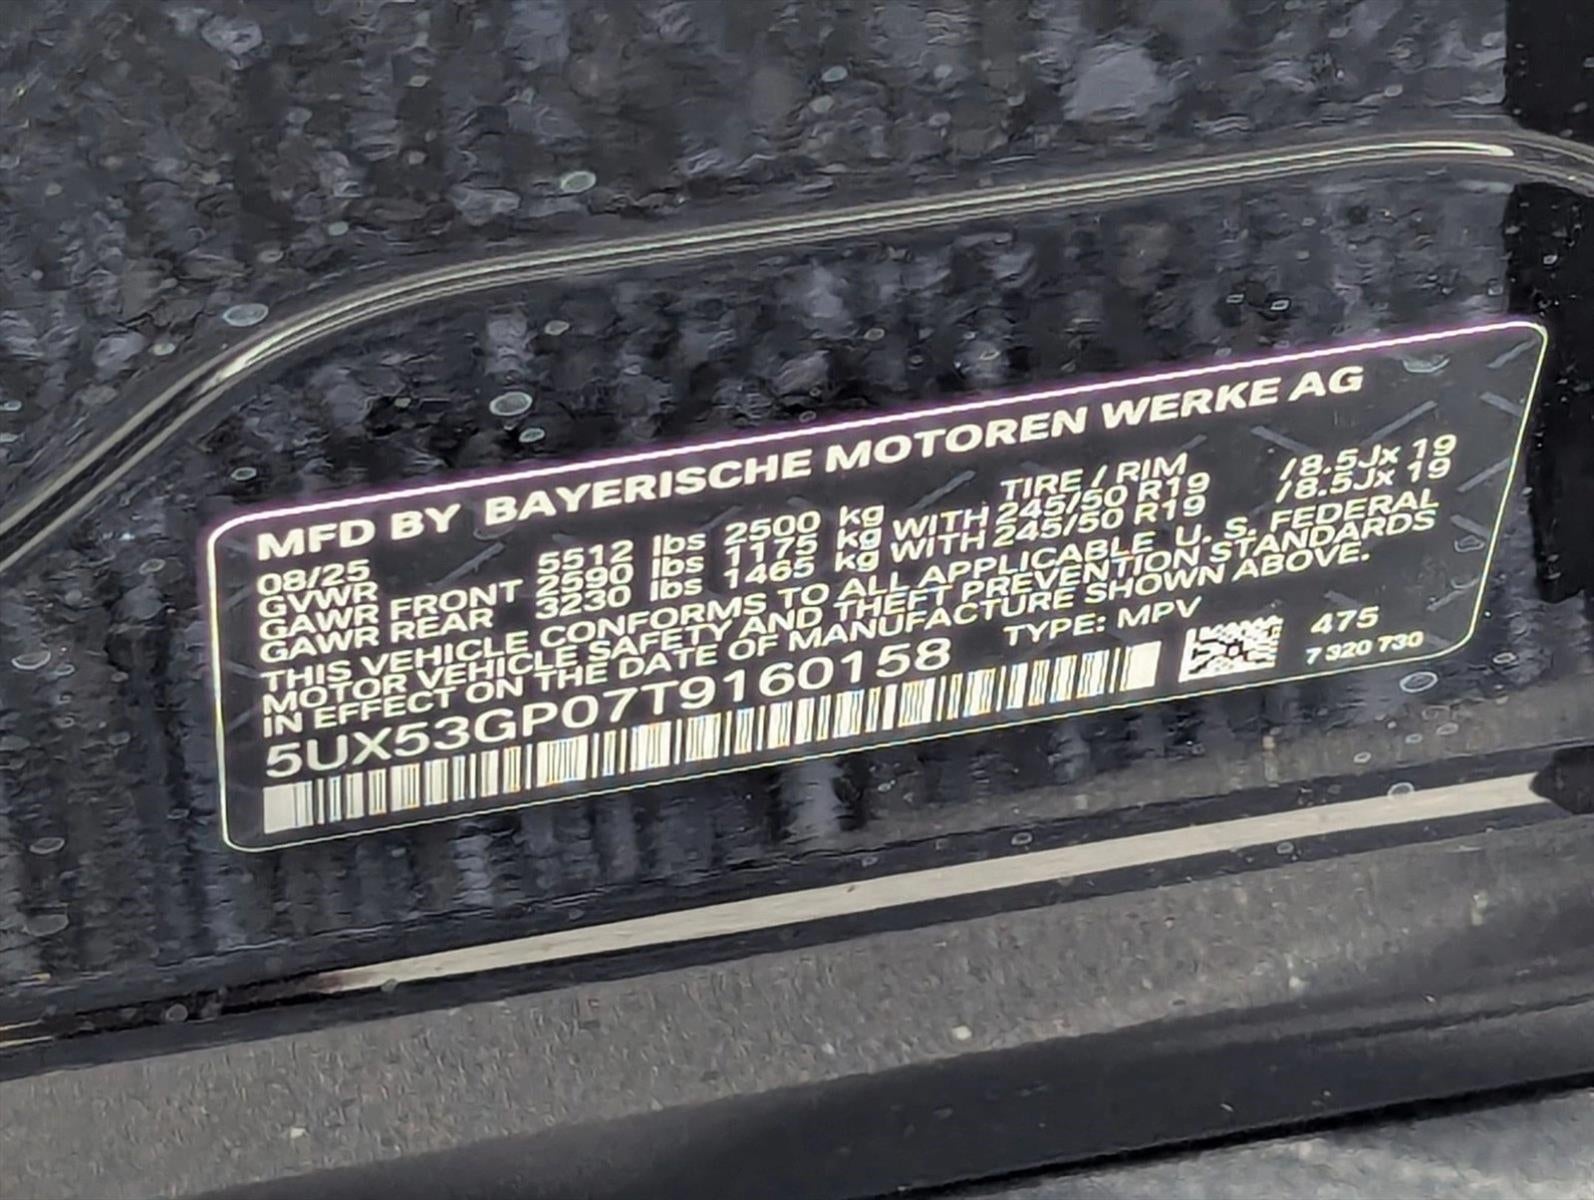 MFD BY BAYERISCHE MOTOREN WERKE AG
08/25 TIRE / RIM
GVWR 5512 lbs 2500 kg
GAWR FRONT 2590 lbs 1175 kg WITH 245/50 R19 /8.5Jx 19
GAWR REAR 3230 lbs 1465 kg WITH 245/50 R19 /8.5Jx 19
THIS VEHICLE CONFORMS TO ALL APPLICABLE U. S. FEDERAL
MOTOR VEHICLE SAFETY AND THEFT PREVENTION STANDARDS
IN EFFECT ON THE DATE OF MANUFACTURE SHOWN ABOVE.
5UX53GP07T9160158 TYPE: MPV 475
7 320 730